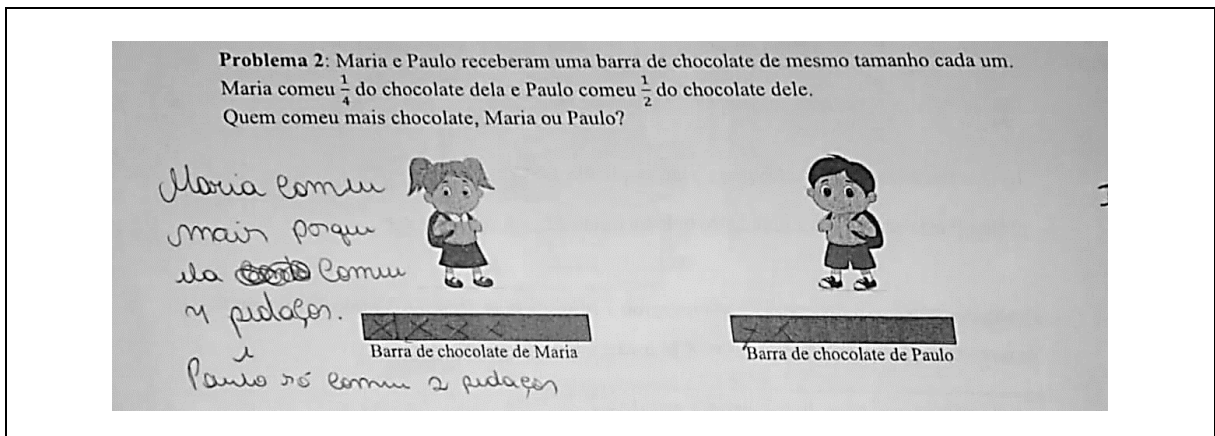 Problema 2: Maria e Paulo receberam uma barra de chocolate de mesmo tamanho cada um.
Maria comeu 1/4 do chocolate dela e Paulo comeu 1/2 do chocolate dele.
Quem comeu mais chocolate, Maria ou Paulo?
Maria comeu
mais porque
ela comeu
4 pedaços.
e
Paulo só comeu 2 pedaços
Barra de chocolate de Maria
Barra de chocolate de Paulo